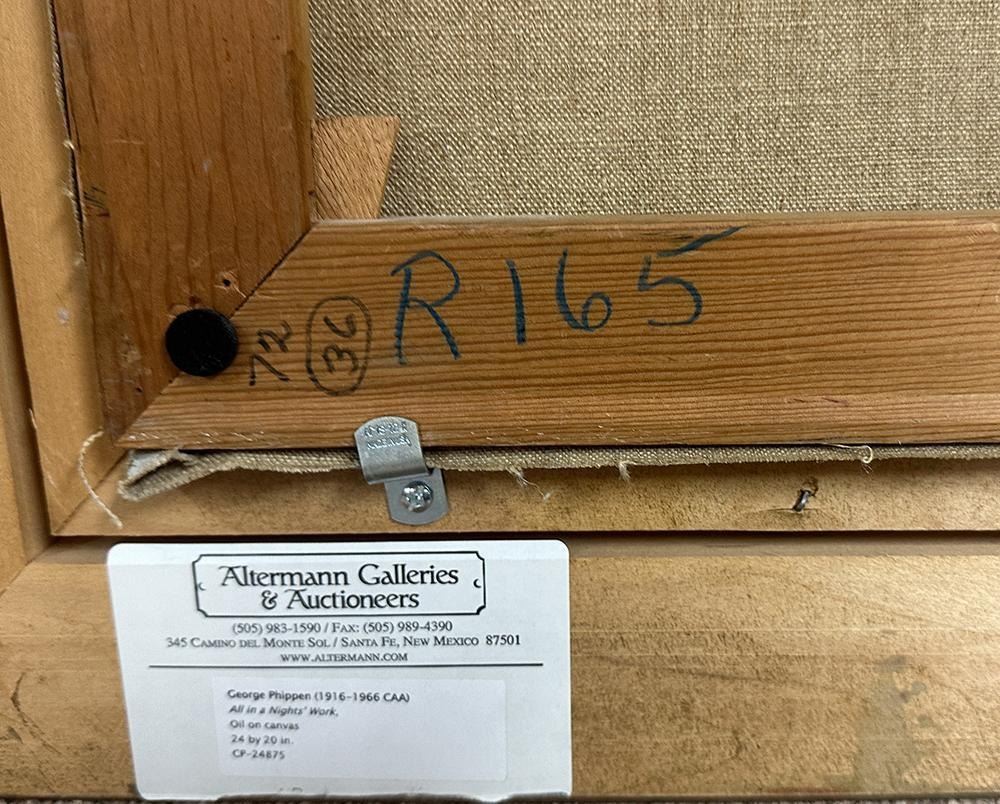 R 165
72
36
Altermann Galleries
& Auctioneers
(505) 983-1590 / Fax: (505) 989-4390
345 Camino del Monte Sol / Santa Fe, New Mexico 87501
www.altermann.com
George Phippen (1916-1966 CAA)
All in a Nights' Work,
Oil on canvas
24 by 20 in.
CP-24875